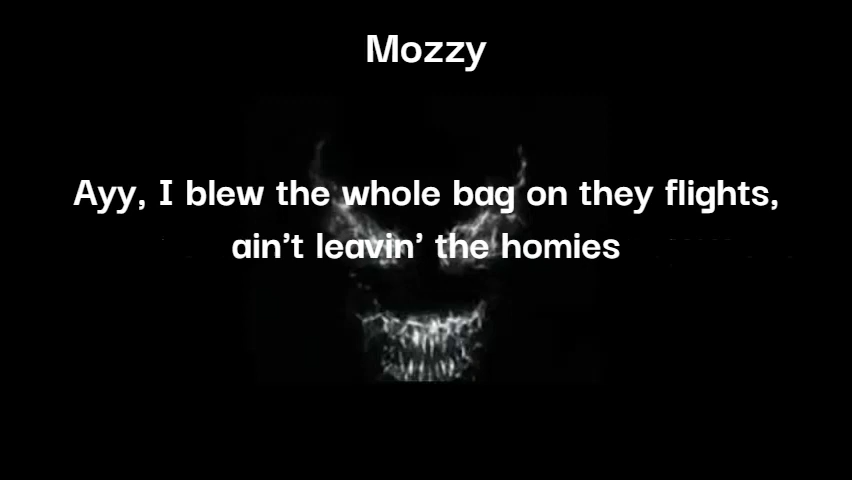 Mozzy
Ayy, I blew the whole bag on they flights,
ain't leavin' the homies